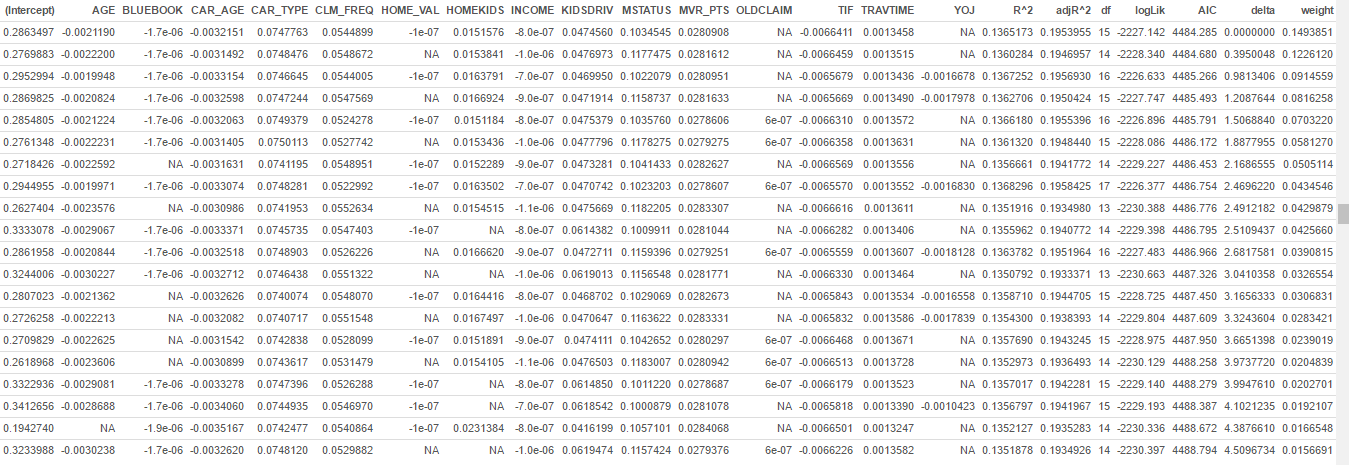 (Intercept) AGE BLUEBOOK CAR_AGE CAR_TYPE CLM_FREQ HOME_VAL HOMEKIDS INCOME KIDSDRIV MSTATUS MVR_PTS OLDCLAIM TIF TRAVTIME YOJ R^2 adjR^2 df logLik AIC delta weight
0.2863497 -0.0021190 -1.7e-06 -0.0032151 0.0747763 0.0544899 -1e-07 0.0151576 -8.0e-07 0.0474560 0.1034545 0.0280908 NA -0.0066411 0.0013458 NA 0.1365173 0.1953955 15 -2227.142 4484.285 0.0000000 0.1493851
0.2769883 -0.0022200 -1.7e-06 -0.0031492 0.0748476 0.0548672 NA 0.0153841 -1.0e-06 0.0476973 0.1177475 0.0281612 NA -0.0066459 0.0013515 NA 0.1360284 0.1946957 14 -2228.340 4484.680 0.3950048 0.1226120
0.2952994 -0.0019948 -1.7e-06 -0.0033154 0.0746645 0.0544005 -1e-07 0.0163791 -7.0e-07 0.0469950 0.1022079 0.0280951 NA -0.0065679 0.0013436 -0.0016678 0.1367252 0.1956930 16 -2226.633 4485.266 0.9813406 0.0914559
0.2869825 -0.0020824 -1.7e-06 -0.0032598 0.0747244 0.0547569 NA 0.0166924 -9.0e-07 0.0471914 0.1158737 0.0281633 NA -0.0065669 0.0013490 -0.0017978 0.1362706 0.1950424 15 -2227.747 4485.493 1.2087644 0.0816258
0.2854805 -0.0021224 -1.7e-06 -0.0032063 0.0749379 0.0524278 -1e-07 0.0151184 -8.0e-07 0.0475379 0.1035760 0.0278606 6e-07 -0.0066310 0.0013572 NA 0.1366180 0.1955396 16 -2226.896 4485.791 1.5068840 0.0703220
0.2761348 -0.0022231 -1.7e-06 -0.0031405 0.0750113 0.0527742 NA 0.0153436 -1.0e-06 0.0477796 0.1178275 0.0279275 6e-07 -0.0066358 0.0013631 NA 0.1361320 0.1948440 15 -2228.086 4486.172 1.8877955 0.0581270
0.2718426 -0.0022592 NA -0.0031631 0.0741195 0.0548951 -1e-07 0.0152289 -9.0e-07 0.0473281 0.1041433 0.0282627 NA -0.0066569 0.0013556 NA 0.1356661 0.1941772 14 -2229.227 4486.453 2.1686555 0.0505114
0.2944955 -0.0019971 -1.7e-06 -0.0033074 0.0748281 0.0522992 -1e-07 0.0163502 -7.0e-07 0.0470742 0.1023203 0.0278607 6e-07 -0.0065570 0.0013552 -0.0016830 0.1368296 0.1958425 17 -2226.377 4486.754 2.4696220 0.0434546
0.2627404 -0.0023576 NA -0.0030986 0.0741953 0.0552634 NA 0.0154515 -1.1e-06 0.0475669 0.1182205 0.0283307 NA -0.0066616 0.0013611 NA 0.1351916 0.1934980 13 -2230.388 4486.776 2.4912182 0.0429879
0.3333078 -0.0029067 -1.7e-06 -0.0033371 0.0745735 0.0547403 -1e-07 NA -8.0e-07 0.0614382 0.1009911 0.0281044 NA -0.0066282 0.0013406 NA 0.1355962 0.1940772 14 -2229.398 4486.795 2.5109437 0.0425660
0.2861958 -0.0020844 -1.7e-06 -0.0032518 0.0748903 0.0526226 NA 0.0166620 -9.0e-07 0.0472711 0.1159396 0.0279251 6e-07 -0.0065559 0.0013607 -0.0018128 0.1363782 0.1951964 16 -2227.483 4486.966 2.6817581 0.0390815
0.3244006 -0.0030227 -1.7e-06 -0.0032712 0.0746438 0.0551322 NA NA -1.0e-06 0.0619013 0.1156548 0.0281771 NA -0.0066330 0.0013464 NA 0.1350792 0.1933371 13 -2230.663 4487.326 3.0410358 0.0326554
0.2807023 -0.0021362 NA -0.0032626 0.0740074 0.0548070 -1e-07 0.0164416 -8.0e-07 0.0468702 0.1029069 0.0282673 NA -0.0065843 0.0013534 -0.0016558 0.1358710 0.1944705 15 -2228.725 4487.450 3.1656333 0.0306831
0.2726258 -0.0022213 NA -0.0032082 0.0740717 0.0551548 NA 0.0167497 -1.0e-06 0.0470647 0.1163622 0.0283331 NA -0.0065832 0.0013586 -0.0017839 0.1354300 0.1938393 14 -2229.804 4487.609 3.3243604 0.0283421
0.2709829 -0.0022625 NA -0.0031542 0.0742838 0.0528099 -1e-07 0.0151891 -9.0e-07 0.0474111 0.1042652 0.0280297 6e-07 -0.0066468 0.0013671 NA 0.1357690 0.1943245 15 -2228.975 4487.950 3.6651398 0.0239019
0.2618968 -0.0023606 NA -0.0030899 0.0743617 0.0531479 NA 0.0154105 -1.1e-06 0.0476503 0.1183007 0.0280942 6e-07 -0.0066513 0.0013728 NA 0.1352973 0.1936493 14 -2230.129 4488.258 3.9737720 0.0204839
0.3322936 -0.0029081 -1.7e-06 -0.0033278 0.0747396 0.0526288 -1e-07 NA -8.0e-07 0.0614850 0.1011220 0.0278687 6e-07 -0.0066179 0.0013523 NA 0.1357017 0.1942281 15 -2229.140 4488.279 3.9947610 0.0202701
0.3412656 -0.0028688 -1.7e-06 -0.0034060 0.0744935 0.0546970 -1e-07 NA -7.0e-07 0.0618542 0.1000879 0.0281078 NA -0.0065818 0.0013390 -0.0010423 0.1356797 0.1941967 15 -2229.193 4488.387 4.1021235 0.0192107
0.1942740 NA -1.9e-06 -0.0035167 0.0742477 0.0540864 -1e-07 0.0231384 -8.0e-07 0.0416199 0.1057101 0.0284068 NA -0.0066501 0.0013247 NA 0.1352127 0.1935283 14 -2230.336 4488.672 4.3876610 0.0166548
0.3233988 -0.0030238 -1.7e-06 -0.0032620 0.0748120 0.0529882 NA NA -1.0e-06 0.0619474 0.1157424 0.0279376 6e-07 -0.0066226 0.0013582 NA 0.1351878 0.1934926 14 -2230.397 4488.794 4.5096734 0.0156691